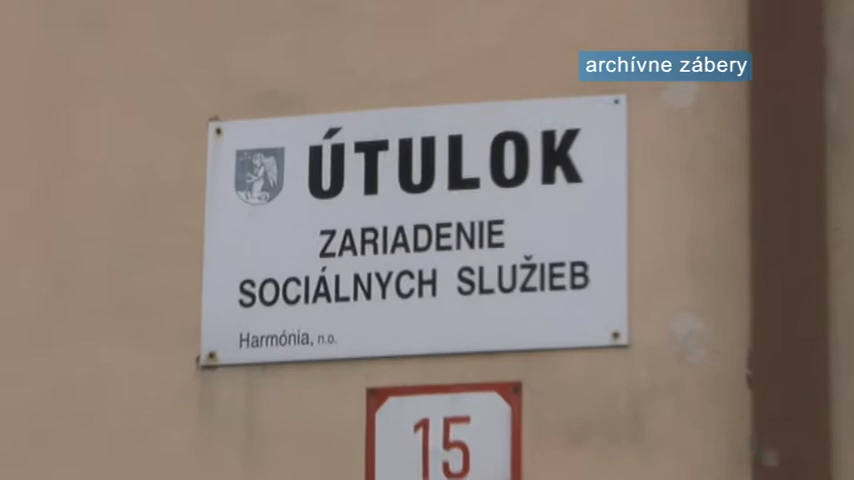 archívne zábery
ÚTULOK
ZARIADENIE
SOCIÁLNYCH SLUŽIEB
Harmónia, n.o.
15